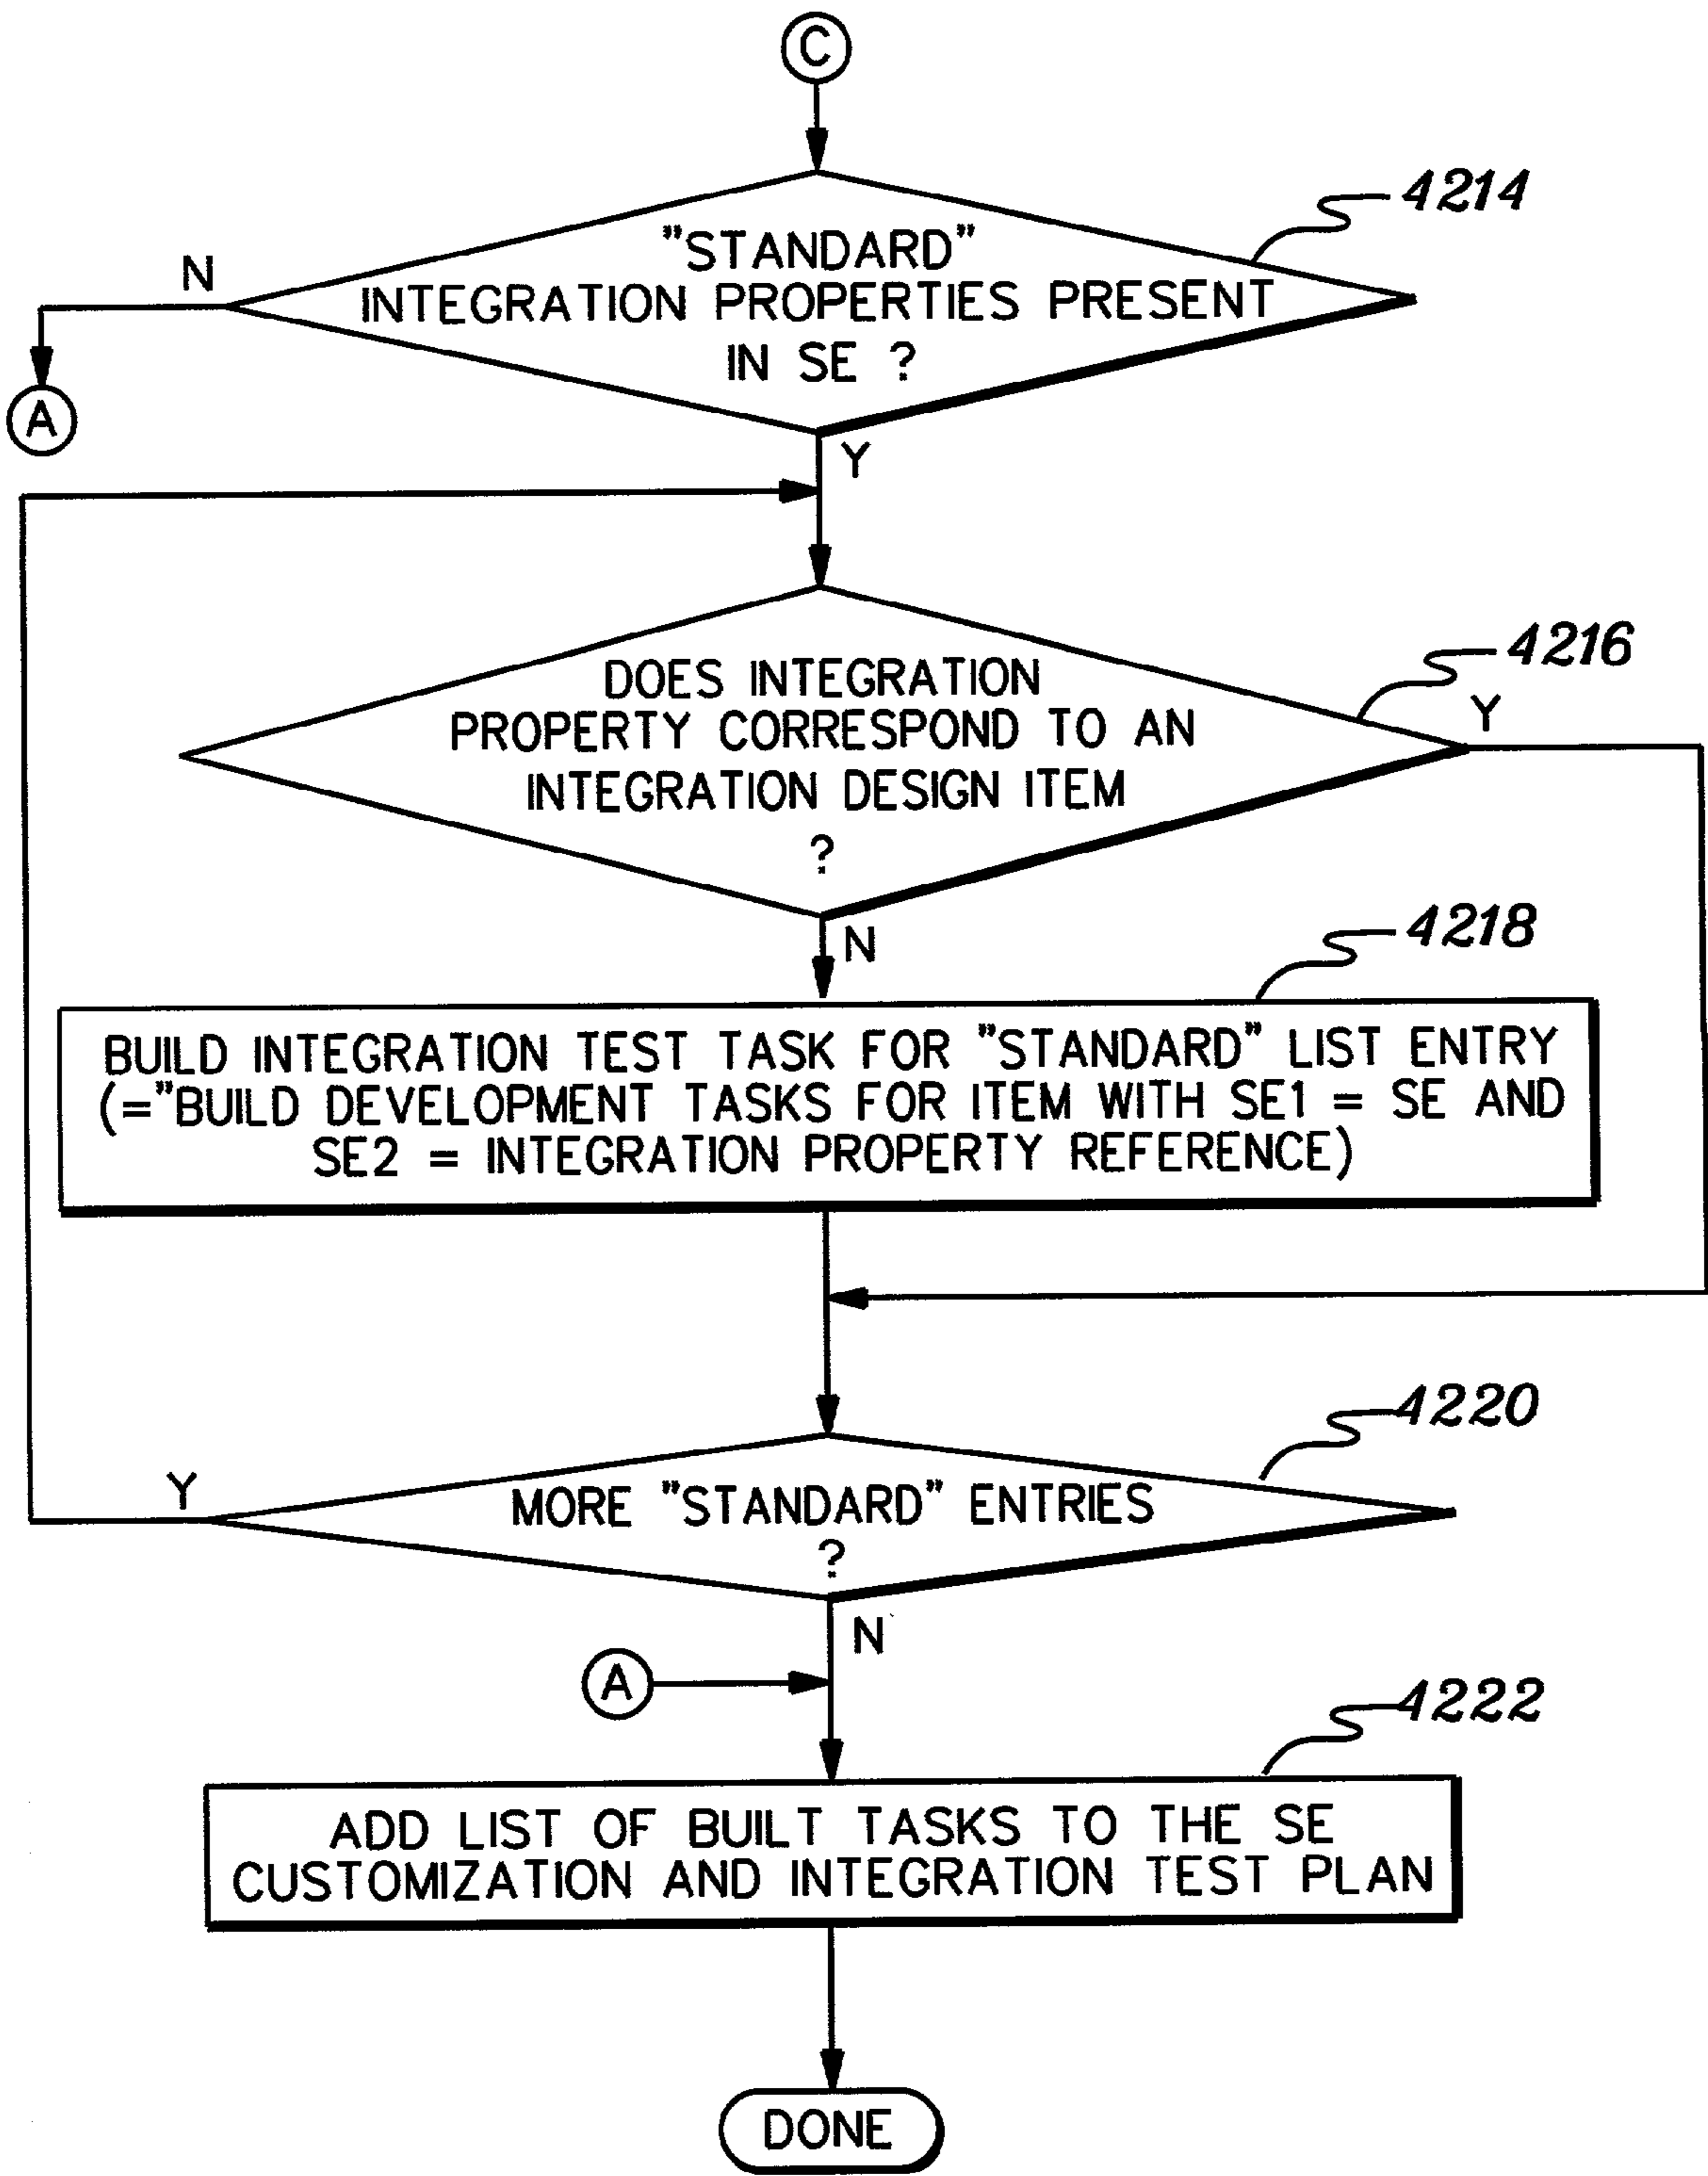 C
4214
"STANDARD"
INTEGRATION PROPERTIES PRESENT
IN SE ?
N
A
Y
4216
DOES INTEGRATION
PROPERTY CORRESPOND TO AN
INTEGRATION DESIGN ITEM
?
Y
N
4218
BUILD INTEGRATION TEST TASK FOR "STANDARD" LIST ENTRY
(="BUILD DEVELOPMENT TASKS FOR ITEM WITH SE1 = SE AND
SE2 = INTEGRATION PROPERTY REFERENCE)
4220
Y
MORE "STANDARD" ENTRIES
?
N
A
4222
ADD LIST OF BUILT TASKS TO THE SE
CUSTOMIZATION AND INTEGRATION TEST PLAN
DONE